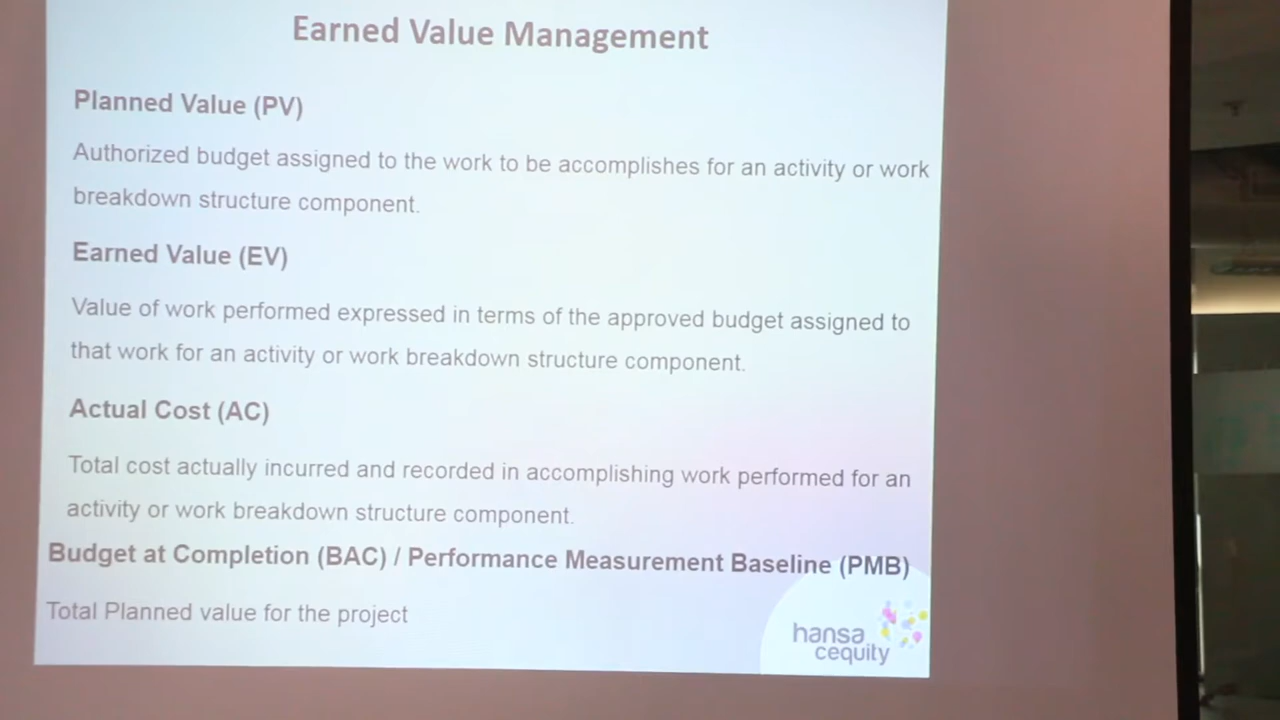 Earned Value Management
Planned Value (PV)
Authorized budget assigned to the work to be accomplishes for an activity or work
breakdown structure component.
Earned Value (EV)
Value of work performed expressed in terms of the approved budget assigned to
that work for an activity or work breakdown structure component.
Actual Cost (AC)
Total cost actually incurred and recorded in accomplishing work performed for an
activity or work breakdown structure component.
Budget at Completion (BAC) / Performance Measurement Baseline (PMB)
Total Planned value for the project
hansa
cequity